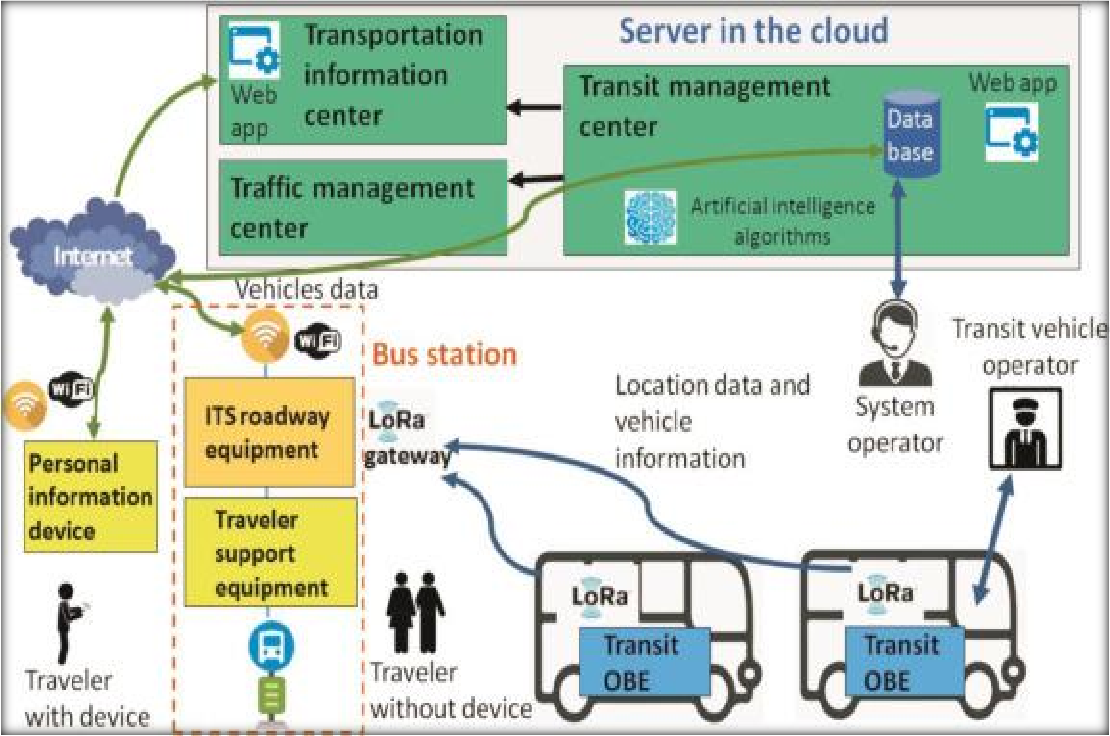 Server in the cloud
Transportation
information
center
Web
app
Transit management
center
Web app
Data
base
Traffic management
center
Artificial intelligence
algorithms
Internet
Vehicles data
WiFi
Bus station
ITS roadway
equipment
LoRa
gateway
Location data and
vehicle
information
System
operator
Transit vehicle
operator
WiFi
Personal
information
device
Traveler
support
equipment
Traveler
with device
Traveler
without device
LoRa
Transit
OBE
LoRa
Transit
OBE